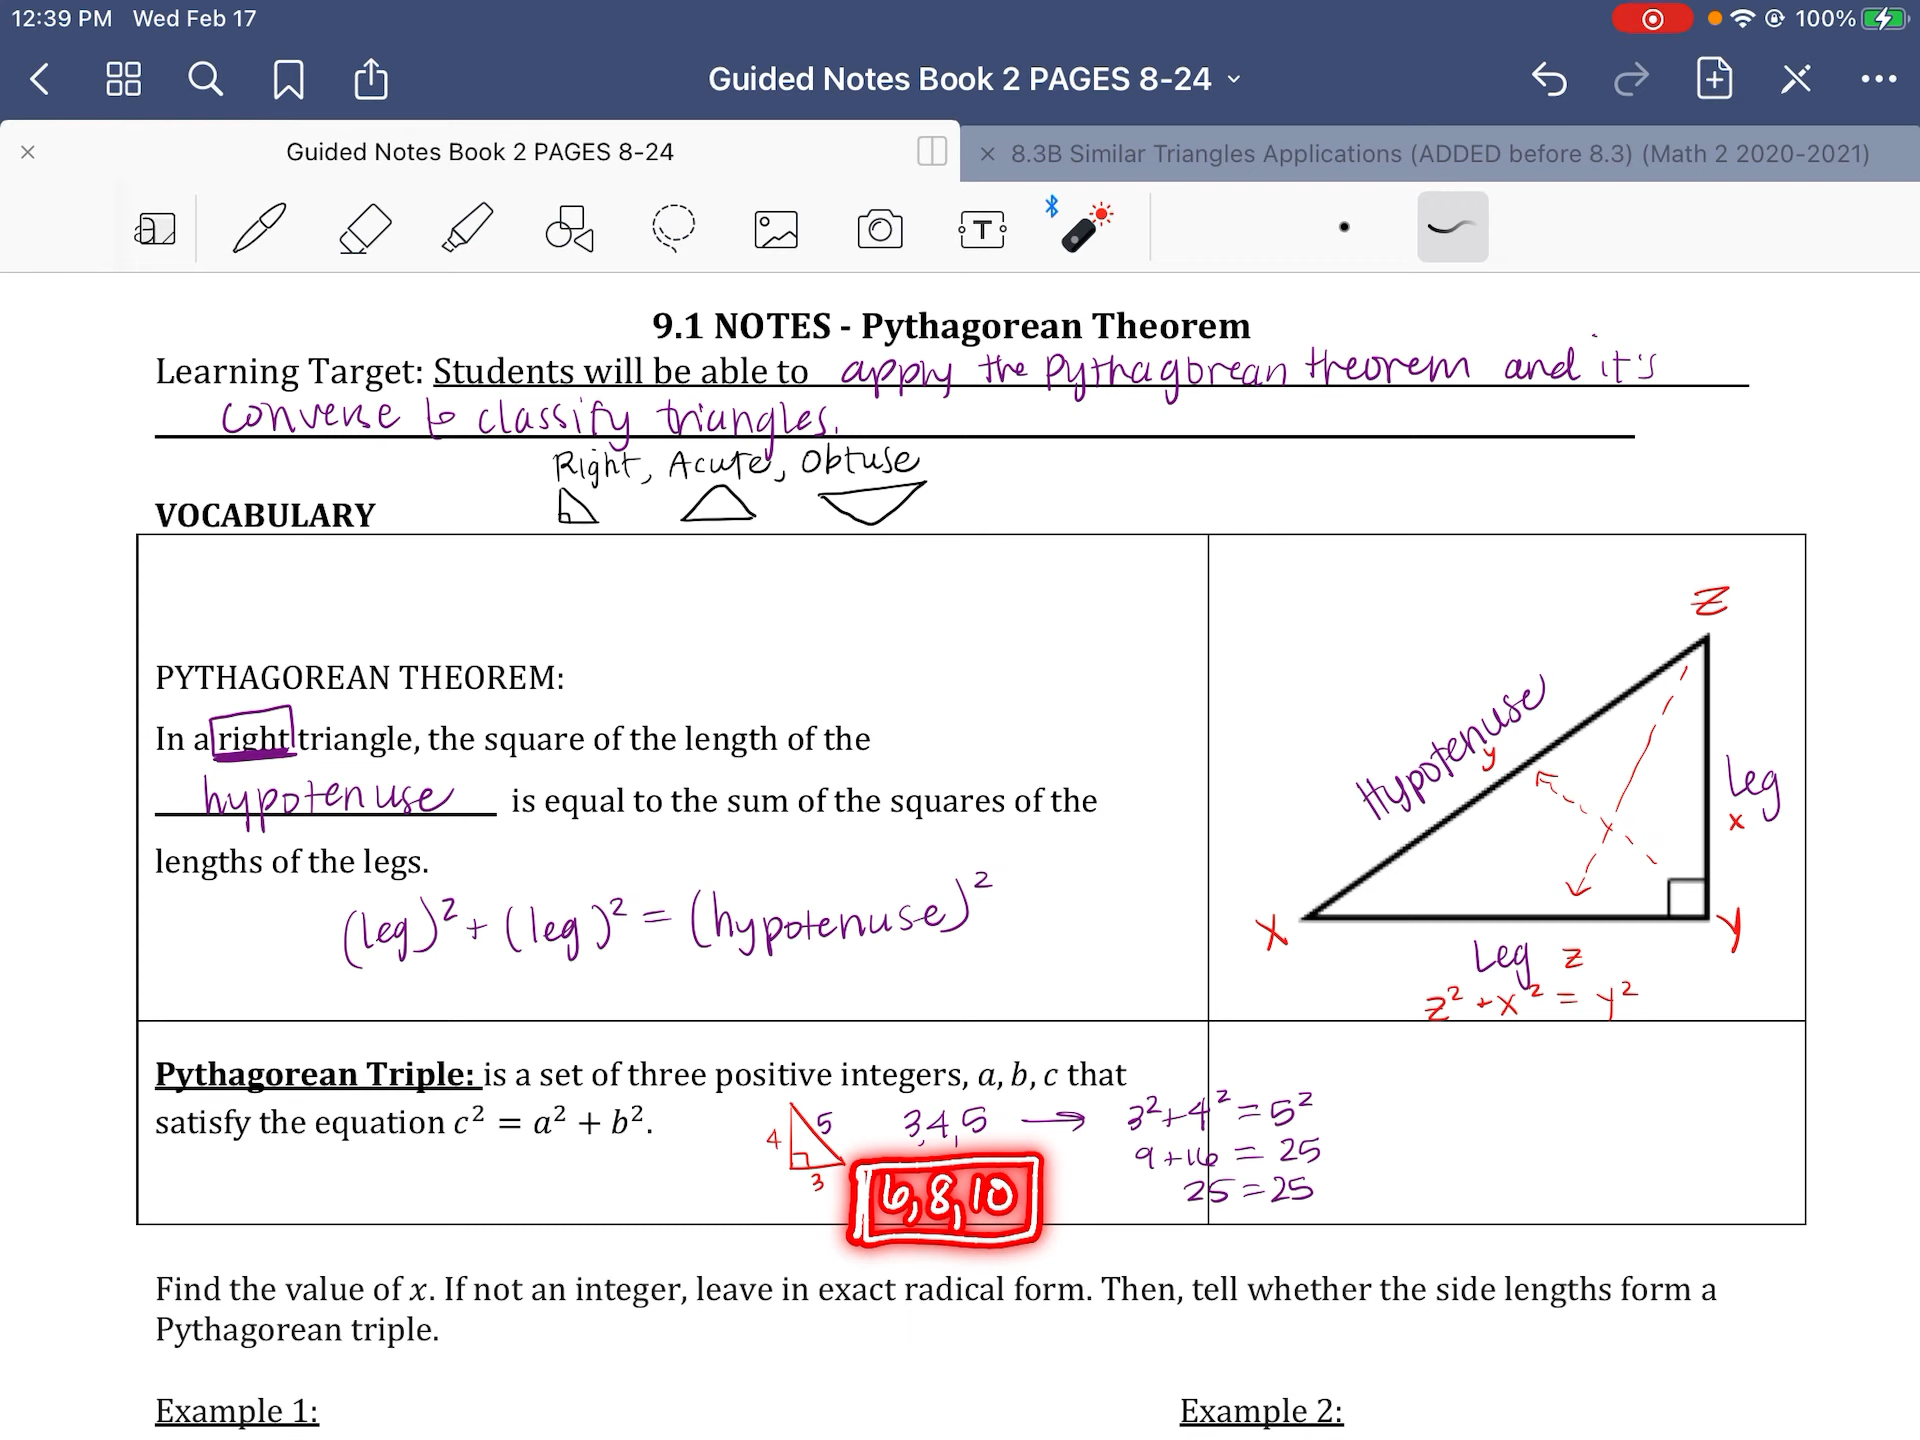 12:39 PM Wed Feb 17
100%
Guided Notes Book 2 PAGES 8-24
Guided Notes Book 2 PAGES 8-24
8.3B Similar Triangles Applications (ADDED before 8.3) (Math 2 2020-2021)
9.1 NOTES - Pythagorean Theorem
Learning Target: Students will be able to apply the Pythagorean theorem and it's
converse to classify triangles.
Right, Acute, Obtuse
VOCABULARY
PYTHAGOREAN THEOREM:
In a right triangle, the square of the length of the
hypotenuse is equal to the sum of the squares of the
lengths of the legs.
(leg)² + (leg)² = (hypotenuse)²
Z
Hypotenuse
y
Leg
x
X
Y
Leg z
z² + x² = y²
Pythagorean Triple: is a set of three positive integers, a, b, c that
satisfy the equation c² = a² + b².
4
5
3
3,4,5 → 3²+4² = 5²
9+16 = 25
25 = 25
6,8,10
Find the value of x. If not an integer, leave in exact radical form. Then, tell whether the side lengths form a
Pythagorean triple.
Example 1:
Example 2: